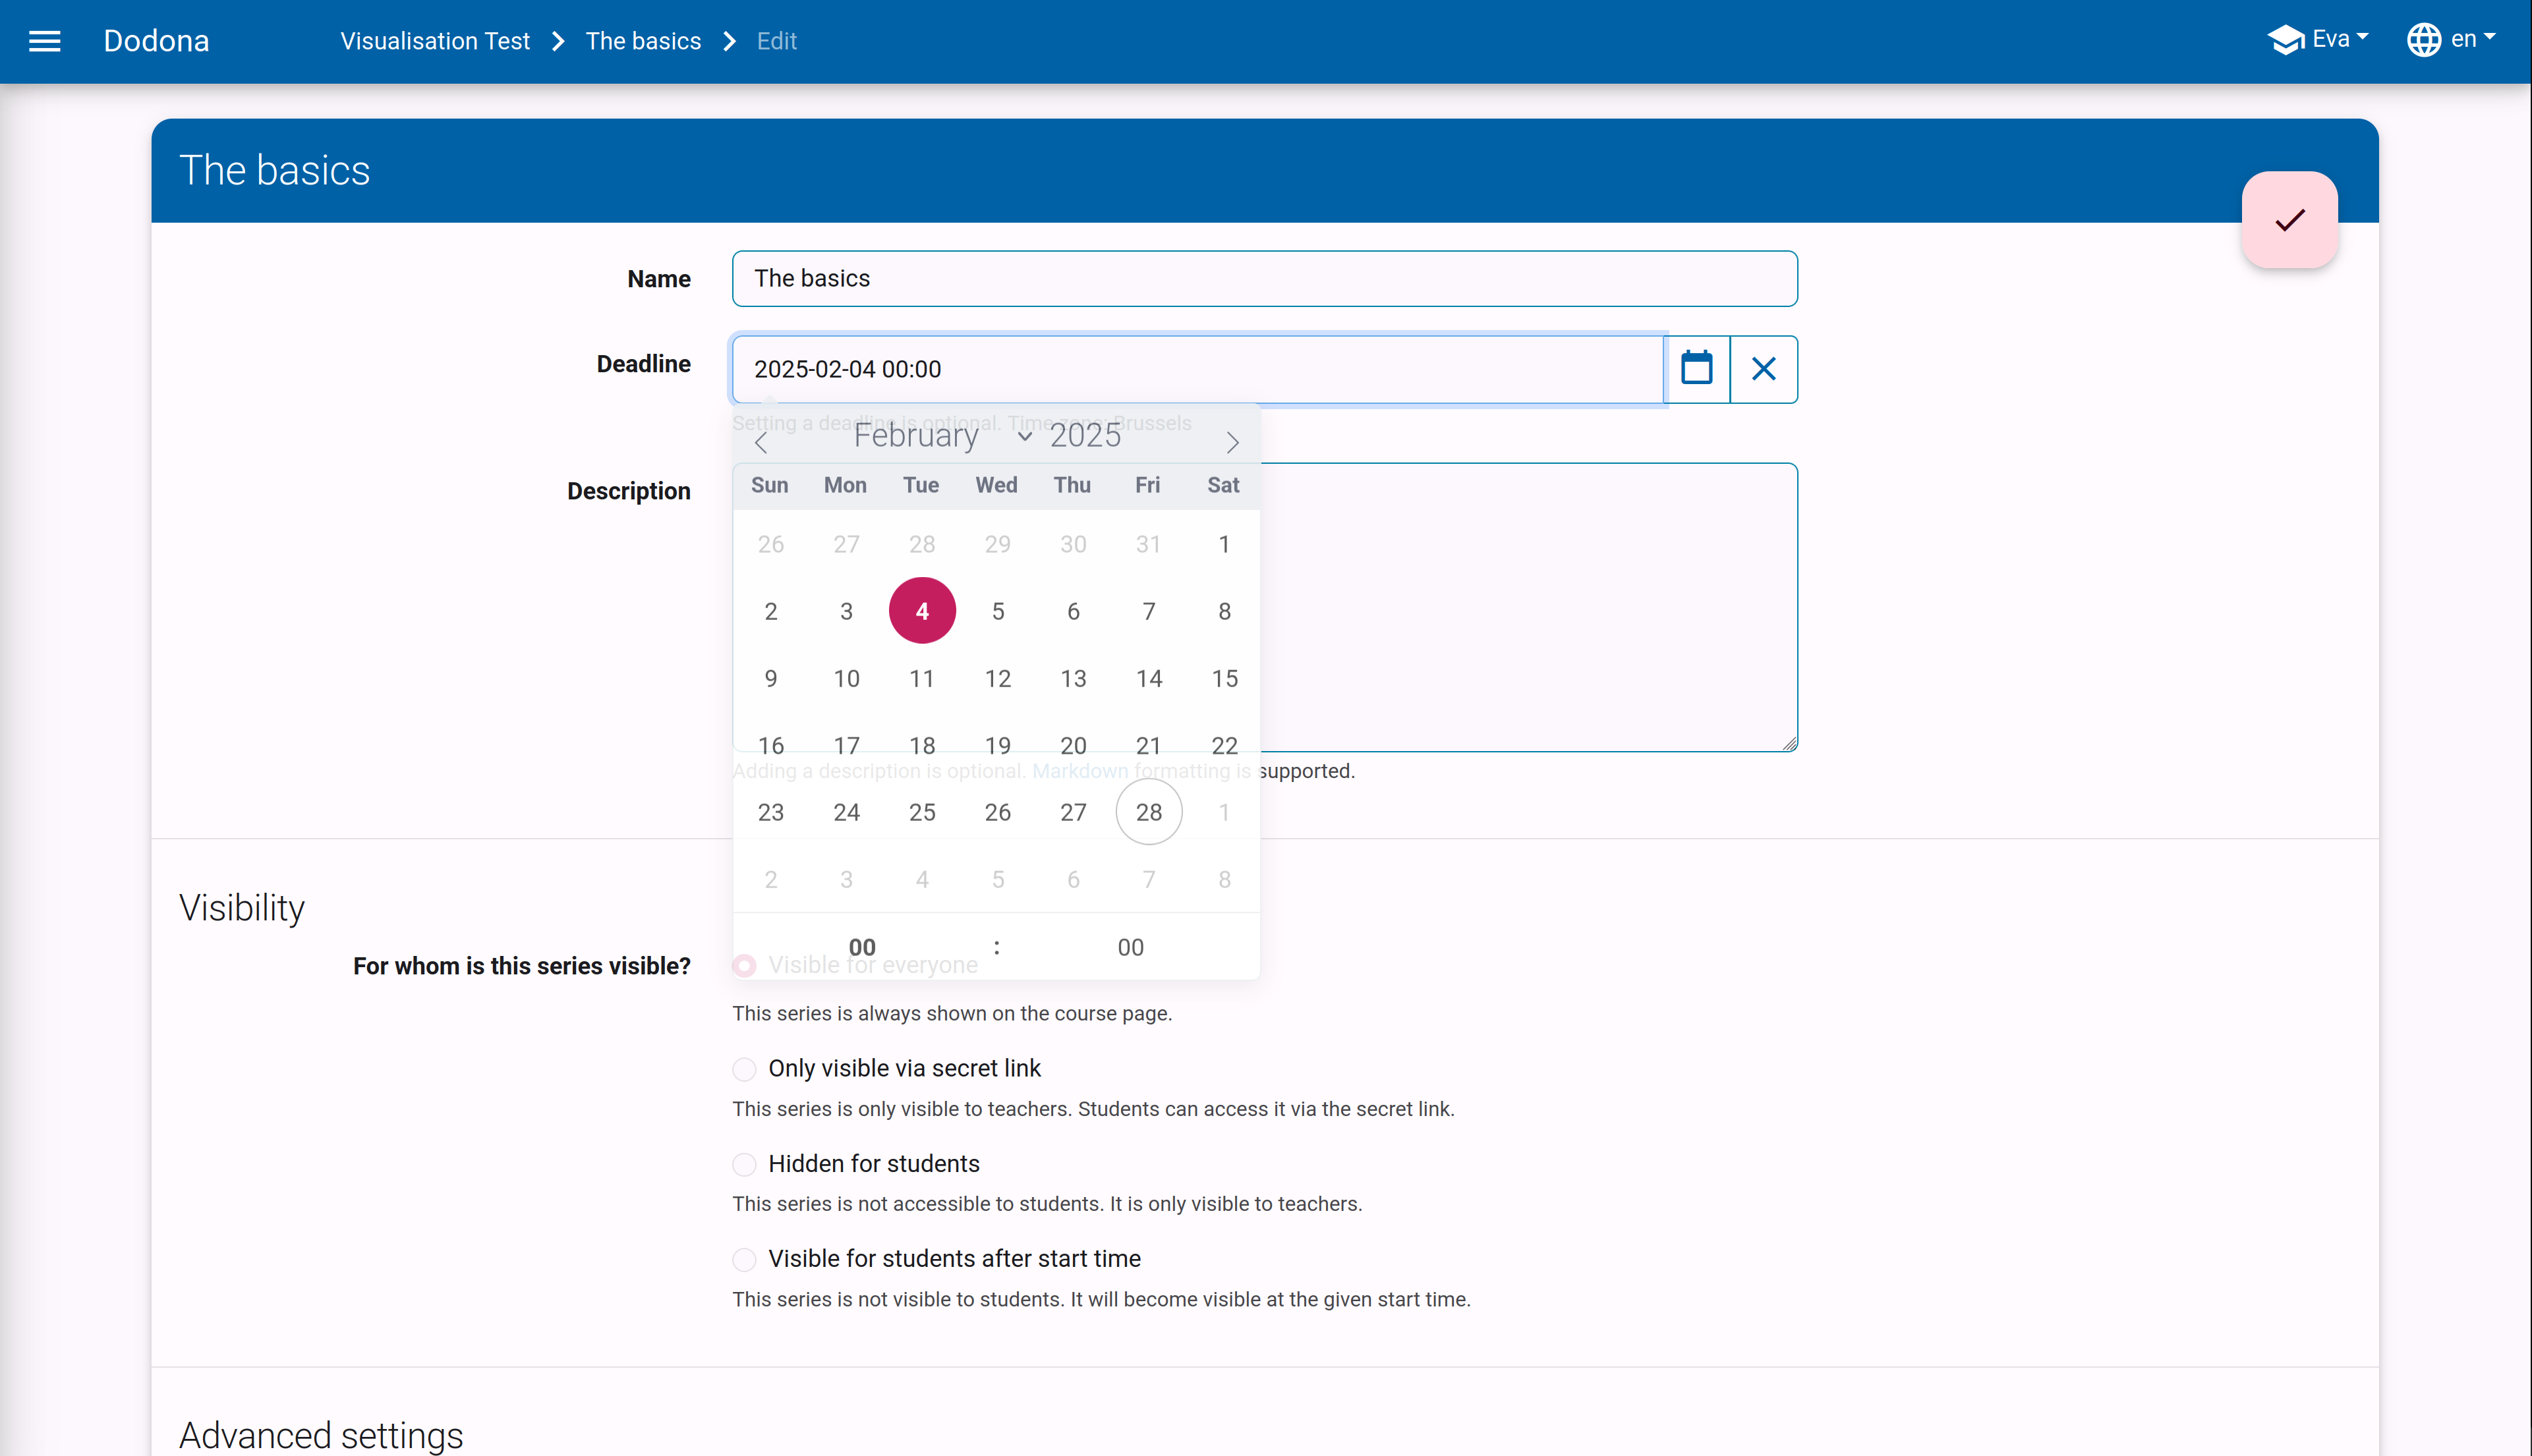 Dodona Visualisation Test The basics Edit Eva en
The basics
Name The basics
Deadline 2025-02-04 00:00
Setting a deadline is optional. Time zone: Brussels
February 2025
Description
Sun Mon Tue Wed Thu Fri Sat
26 27 28 29 30 31 1
2 3 4 5 6 7 8
9 10 11 12 13 14 15
16 17 18 19 20 21 22
Adding a description is optional. Markdown formatting is supported.
23 24 25 26 27 28 1
2 3 4 5 6 7 8
Visibility
00 : 00
For whom is this series visible? Visible for everyone
This series is always shown on the course page.
Only visible via secret link
This series is only visible to teachers. Students can access it via the secret link.
Hidden for students
This series is not accessible to students. It is only visible to teachers.
Visible for students after start time
This series is not visible to students. It will become visible at the given start time.
Advanced settings